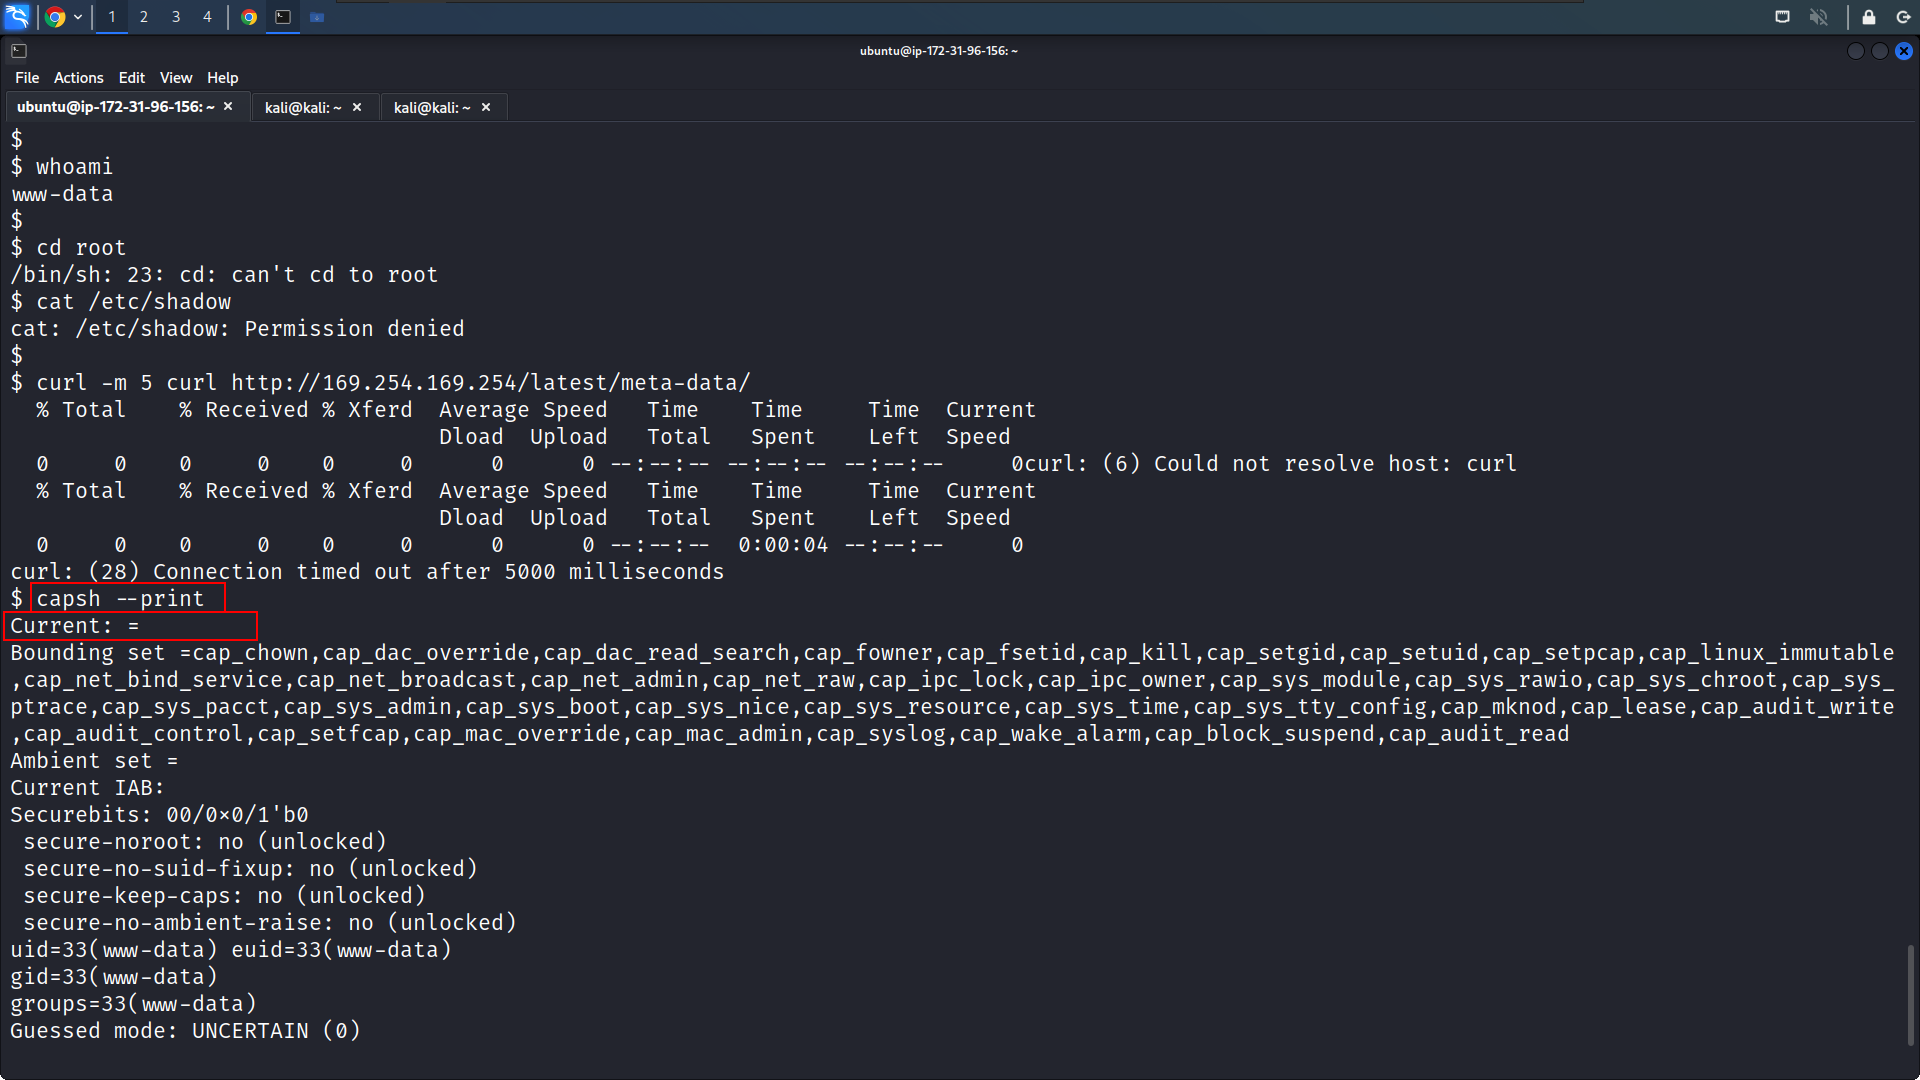 1 2 3 4
ubuntu@ip-172-31-96-156: ~
File Actions Edit View Help
ubuntu@ip-172-31-96-156: ~ × kali@kali: ~ × kali@kali: ~ ×
$
$ whoami
www-data
$
$ cd root
/bin/sh: 23: cd: can't cd to root
$ cat /etc/shadow
cat: /etc/shadow: Permission denied
$
$ curl -m 5 curl http://169.254.169.254/latest/meta-data/
% Total % Received % Xferd Average Speed Time Time Time Current
Dload Upload Total Spent Left Speed
0 0 0 0 0 0 0 0 --:--:-- --:--:-- --:--:-- 0curl: (6) Could not resolve host: curl
% Total % Received % Xferd Average Speed Time Time Time Current
Dload Upload Total Spent Left Speed
0 0 0 0 0 0 0 0 --:--:-- 0:00:04 --:--:-- 0
curl: (28) Connection timed out after 5000 milliseconds
$ capsh --print
Current: =
Bounding set =cap_chown,cap_dac_override,cap_dac_read_search,cap_fowner,cap_fsetid,cap_kill,cap_setgid,cap_setuid,cap_setpcap,cap_linux_immutable
,cap_net_bind_service,cap_net_broadcast,cap_net_admin,cap_net_raw,cap_ipc_lock,cap_ipc_owner,cap_sys_module,cap_sys_rawio,cap_sys_chroot,cap_sys_
ptrace,cap_sys_pacct,cap_sys_admin,cap_sys_boot,cap_sys_nice,cap_sys_resource,cap_sys_time,cap_sys_tty_config,cap_mknod,cap_lease,cap_audit_write
,cap_audit_control,cap_setfcap,cap_mac_override,cap_mac_admin,cap_syslog,cap_wake_alarm,cap_block_suspend,cap_audit_read
Ambient set =
Current IAB:
Securebits: 00/0×0/1'b0
secure-noroot: no (unlocked)
secure-no-suid-fixup: no (unlocked)
secure-keep-caps: no (unlocked)
secure-no-ambient-raise: no (unlocked)
uid=33(www-data) euid=33(www-data)
gid=33(www-data)
groups=33(www-data)
Guessed mode: UNCERTAIN (0)